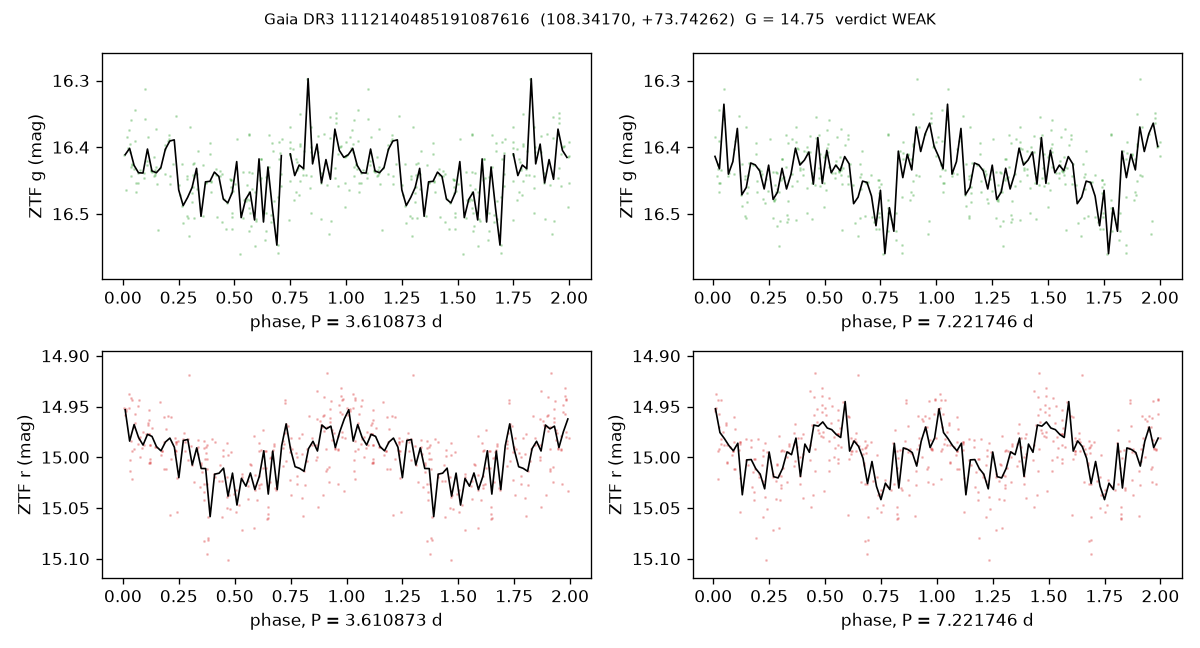 Gaia DR3 1112140485191087616  (108.34170, +73.74262)  G = 14.75  verdict WEAK
ZTF g (mag)
16.3
16.4
16.5
0.00 0.25 0.50 0.75 1.00 1.25 1.50 1.75 2.00
phase, P = 3.610873 d
ZTF g (mag)
16.3
16.4
16.5
0.00 0.25 0.50 0.75 1.00 1.25 1.50 1.75 2.00
phase, P = 7.221746 d
ZTF r (mag)
14.90
14.95
15.00
15.05
15.10
0.00 0.25 0.50 0.75 1.00 1.25 1.50 1.75 2.00
phase, P = 3.610873 d
ZTF r (mag)
14.90
14.95
15.00
15.05
15.10
0.00 0.25 0.50 0.75 1.00 1.25 1.50 1.75 2.00
phase, P = 7.221746 d